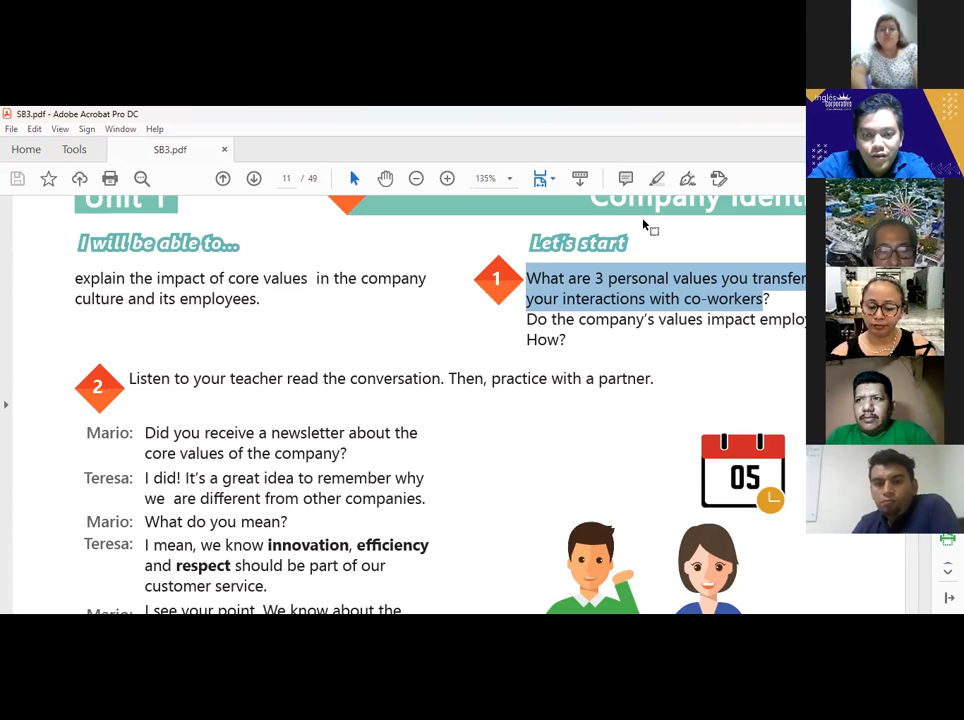 SB3.pdf - Adobe Acrobat Pro DC
File Edit View Sign Window Help
Home Tools SB3.pdf ×
11 / 49 135%
Unit 1
Company Identi
I will be able to...
explain the impact of core values in the company
culture and its employees.
Let's start
1
What are 3 personal values you transfer
your interactions with co-workers?
Do the company's values impact emplo
How?
2
Listen to your teacher read the conversation. Then, practice with a partner.
Mario: Did you receive a newsletter about the
core values of the company?
Teresa: I did! It's a great idea to remember why
we are different from other companies.
Mario: What do you mean?
Teresa: I mean, we know innovation, efficiency
and respect should be part of our
customer service.
Mario: I see your point. We know about the
05
inglés
corporativo